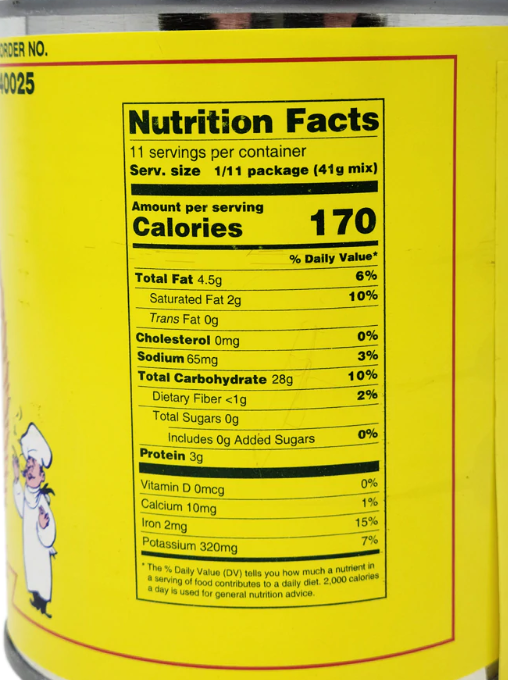 ORDER NO.
40025
Nutrition Facts
11 servings per container
Serv. size 1/11 package (41g mix)
Amount per serving
Calories 170
% Daily Value*
Total Fat 4.5g 6%
Saturated Fat 2g 10%
Trans Fat 0g
Cholesterol 0mg 0%
Sodium 65mg 3%
Total Carbohydrate 28g 10%
Dietary Fiber <1g 2%
Total Sugars 0g
Includes 0g Added Sugars 0%
Protein 3g
Vitamin D 0mcg 0%
Calcium 10mg 1%
Iron 2mg 15%
Potassium 320mg 7%
* The % Daily Value (DV) tells you how much a nutrient in
a serving of food contributes to a daily diet. 2,000 calories
a day is used for general nutrition advice.